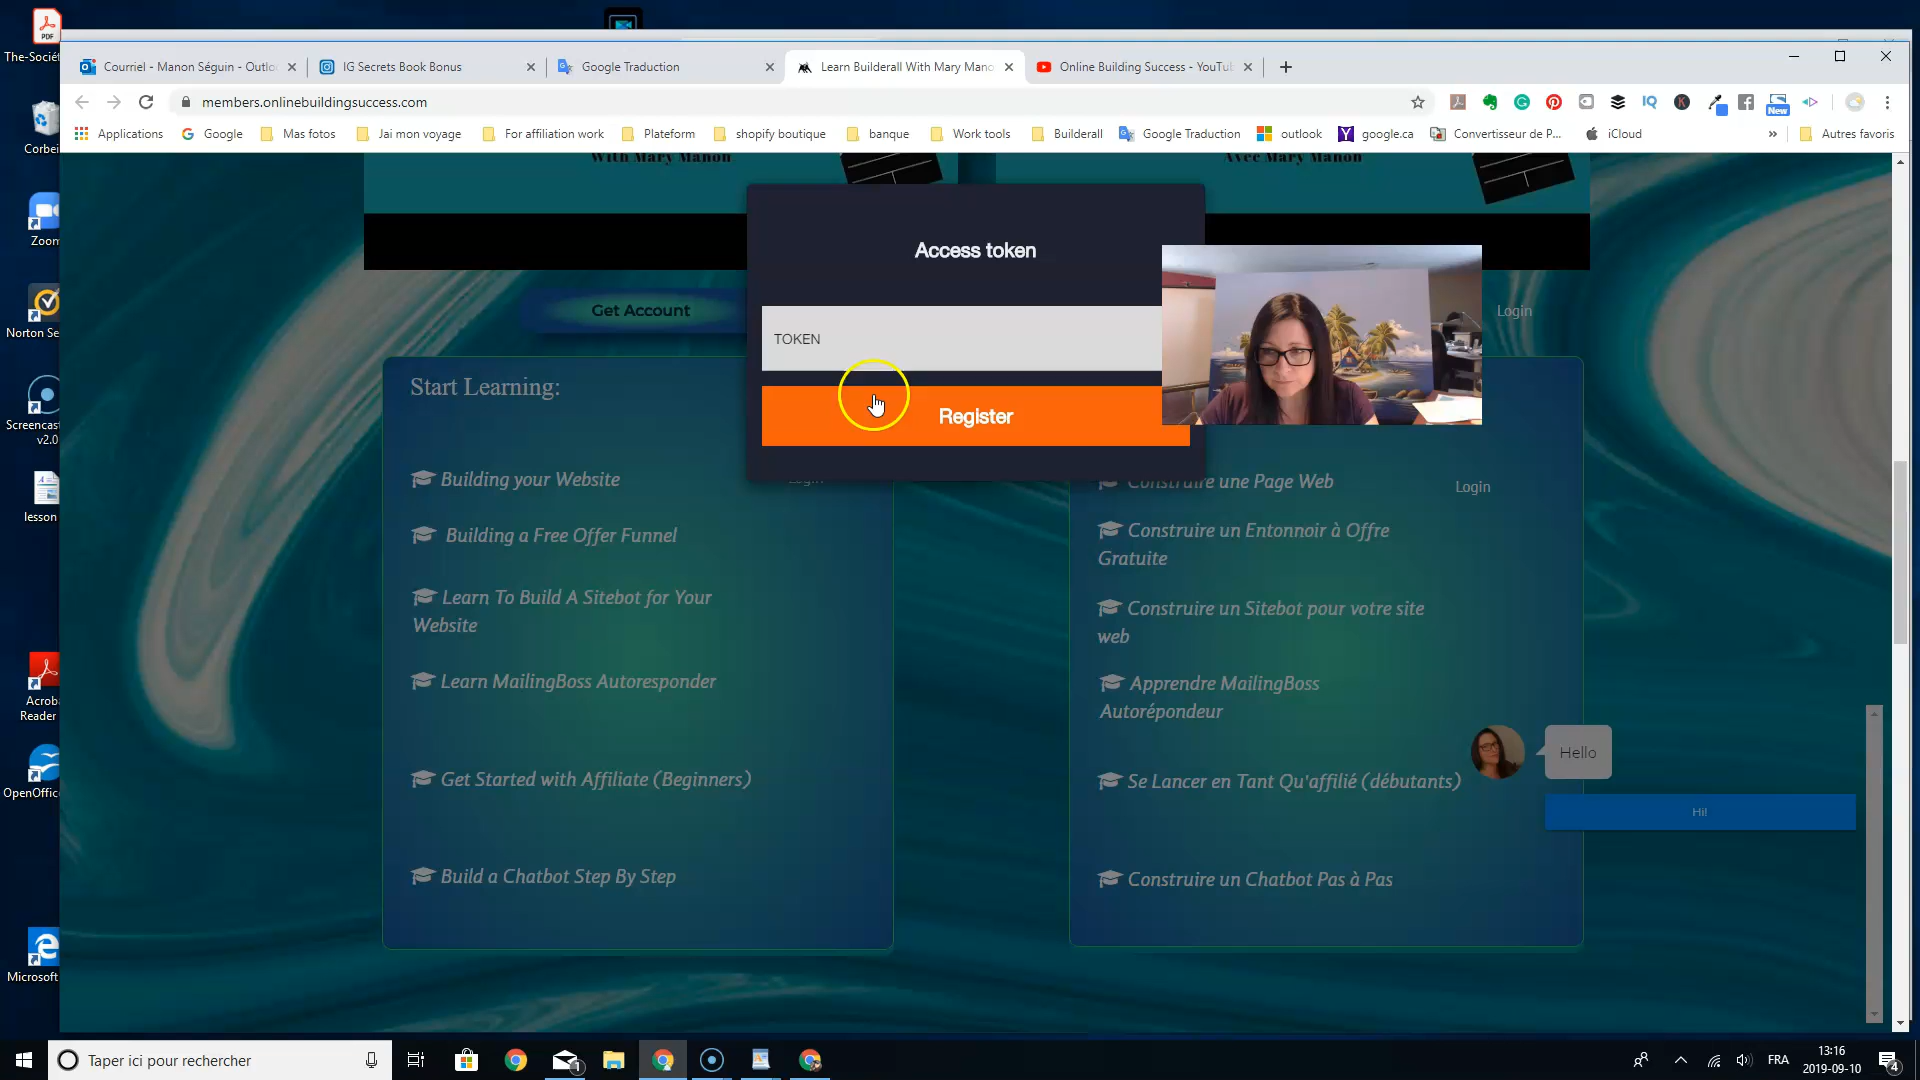 The-Socié
Corbei
Zoom
Norton Se
Screencast
v2.0
lesson
Acroba
Reader
OpenOffic
Microsoft
Courriel - Manon Séguin - Outlo
IG Secrets Book Bonus
Google Traduction
Learn Builderall With Mary Mano
Online Building Success - YouTu
members.onlinebuildingsuccess.com
New
Applications
Google
Mas fotos
Jai mon voyage
For affiliation work
Plateform
shopify boutique
banque
Work tools
Builderall
Google Traduction
outlook
google.ca
Convertisseur de P...
iCloud
»
Autres favoris
With Mary Manon
Avec Mary Manon
Access token
TOKEN
Register
Get Account
Login
Start Learning:
Building your Website
Login
Building a Free Offer Funnel
Learn To Build A Sitebot for Your
Website
Learn MailingBoss Autoresponder
Get Started with Affiliate (Beginners)
Build a Chatbot Step By Step
Construire une Page Web
Login
Construire un Entonnoir à Offre
Gratuite
Construire un Sitebot pour votre site
web
Apprendre MailingBoss
Autorépondeur
Se Lancer en Tant Qu'affilié (débutants)
Construire un Chatbot Pas à Pas
Hello
Hi!
Taper ici pour rechercher
1
FRA
13:16
2019-09-10
4